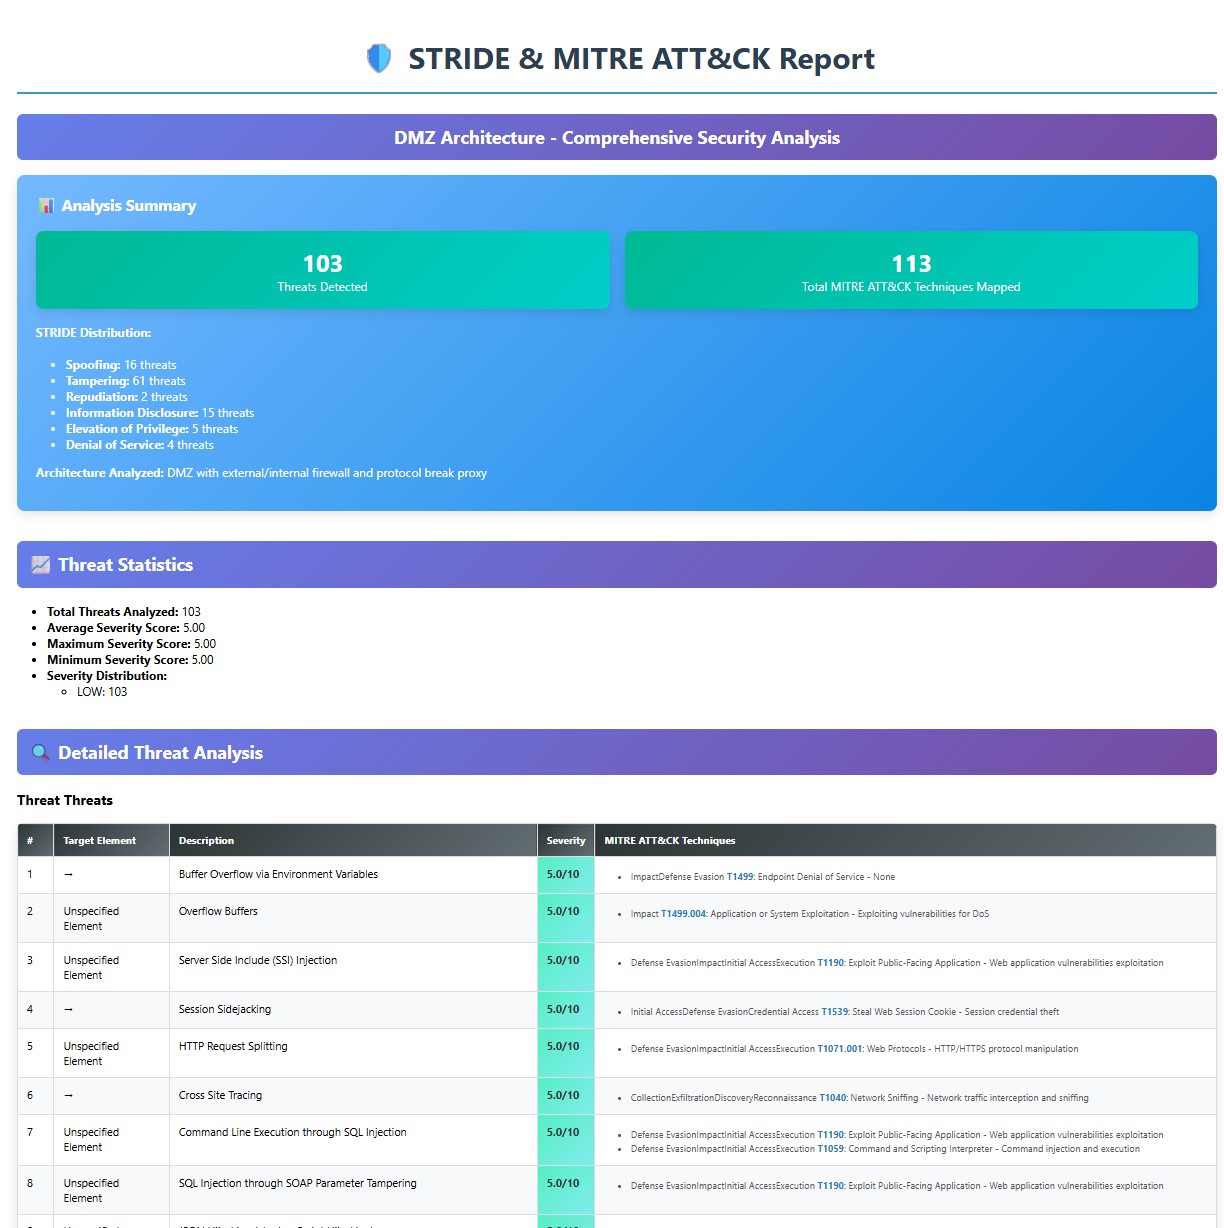 STRIDE & MITRE ATT&CK Report
DMZ Architecture - Comprehensive Security Analysis
Analysis Summary
103
Threats Detected
113
Total MITRE ATT&CK Techniques Mapped
STRIDE Distribution:
Spoofing: 16 threats
Tampering: 61 threats
Repudiation: 2 threats
Information Disclosure: 15 threats
Elevation of Privilege: 5 threats
Denial of Service: 4 threats
Architecture Analyzed: DMZ with external/internal firewall and protocol break proxy
Threat Statistics
Total Threats Analyzed: 103
Average Severity Score: 5.00
Maximum Severity Score: 5.00
Minimum Severity Score: 5.00
Severity Distribution:
LOW: 103
Detailed Threat Analysis
Threat Threats
# Target Element Description Severity MITRE ATT&CK Techniques
1 → Buffer Overflow via Environment Variables 5.0/10 ImpactDefense Evasion T1499: Endpoint Denial of Service - None
2 Unspecified Element Overflow Buffers 5.0/10 Impact T1499.004: Application or System Exploitation - Exploiting vulnerabilities for DoS
3 Unspecified Element Server Side Include (SSI) Injection 5.0/10 Defense EvasionImpactInitial AccessExecution T1190: Exploit Public-Facing Application - Web application vulnerabilities exploitation
4 → Session Sidejacking 5.0/10 Initial AccessDefense EvasionCredential Access T1539: Steal Web Session Cookie - Session credential theft
5 Unspecified Element HTTP Request Splitting 5.0/10 Defense EvasionImpactInitial AccessExecution T1071.001: Web Protocols - HTTP/HTTPS protocol manipulation
6 → Cross Site Tracing 5.0/10 CollectionExfiltrationDiscoveryReconnaissance T1040: Network Sniffing - Network traffic interception and sniffing
7 Unspecified Element Command Line Execution through SQL Injection 5.0/10 Defense EvasionImpactInitial AccessExecution T1190: Exploit Public-Facing Application - Web application vulnerabilities exploitation
Defense EvasionImpactInitial AccessExecution T1059: Command and Scripting Interpreter - Command injection and execution
8 Unspecified Element SQL Injection through SOAP Parameter Tampering 5.0/10 Defense EvasionImpactInitial AccessExecution T1190: Exploit Public-Facing Application - Web application vulnerabilities exploitation